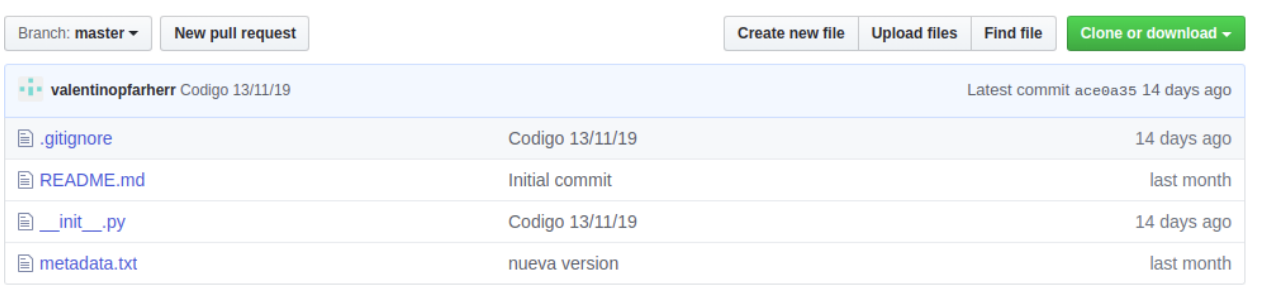 Branch: master New pull request Create new file Upload files Find file Clone or download
valentinopfarherr Codigo 13/11/19 Latest commit ace0a35 14 days ago
.gitignore Codigo 13/11/19 14 days ago
README.md Initial commit last month
__init__.py Codigo 13/11/19 14 days ago
metadata.txt nueva version last month